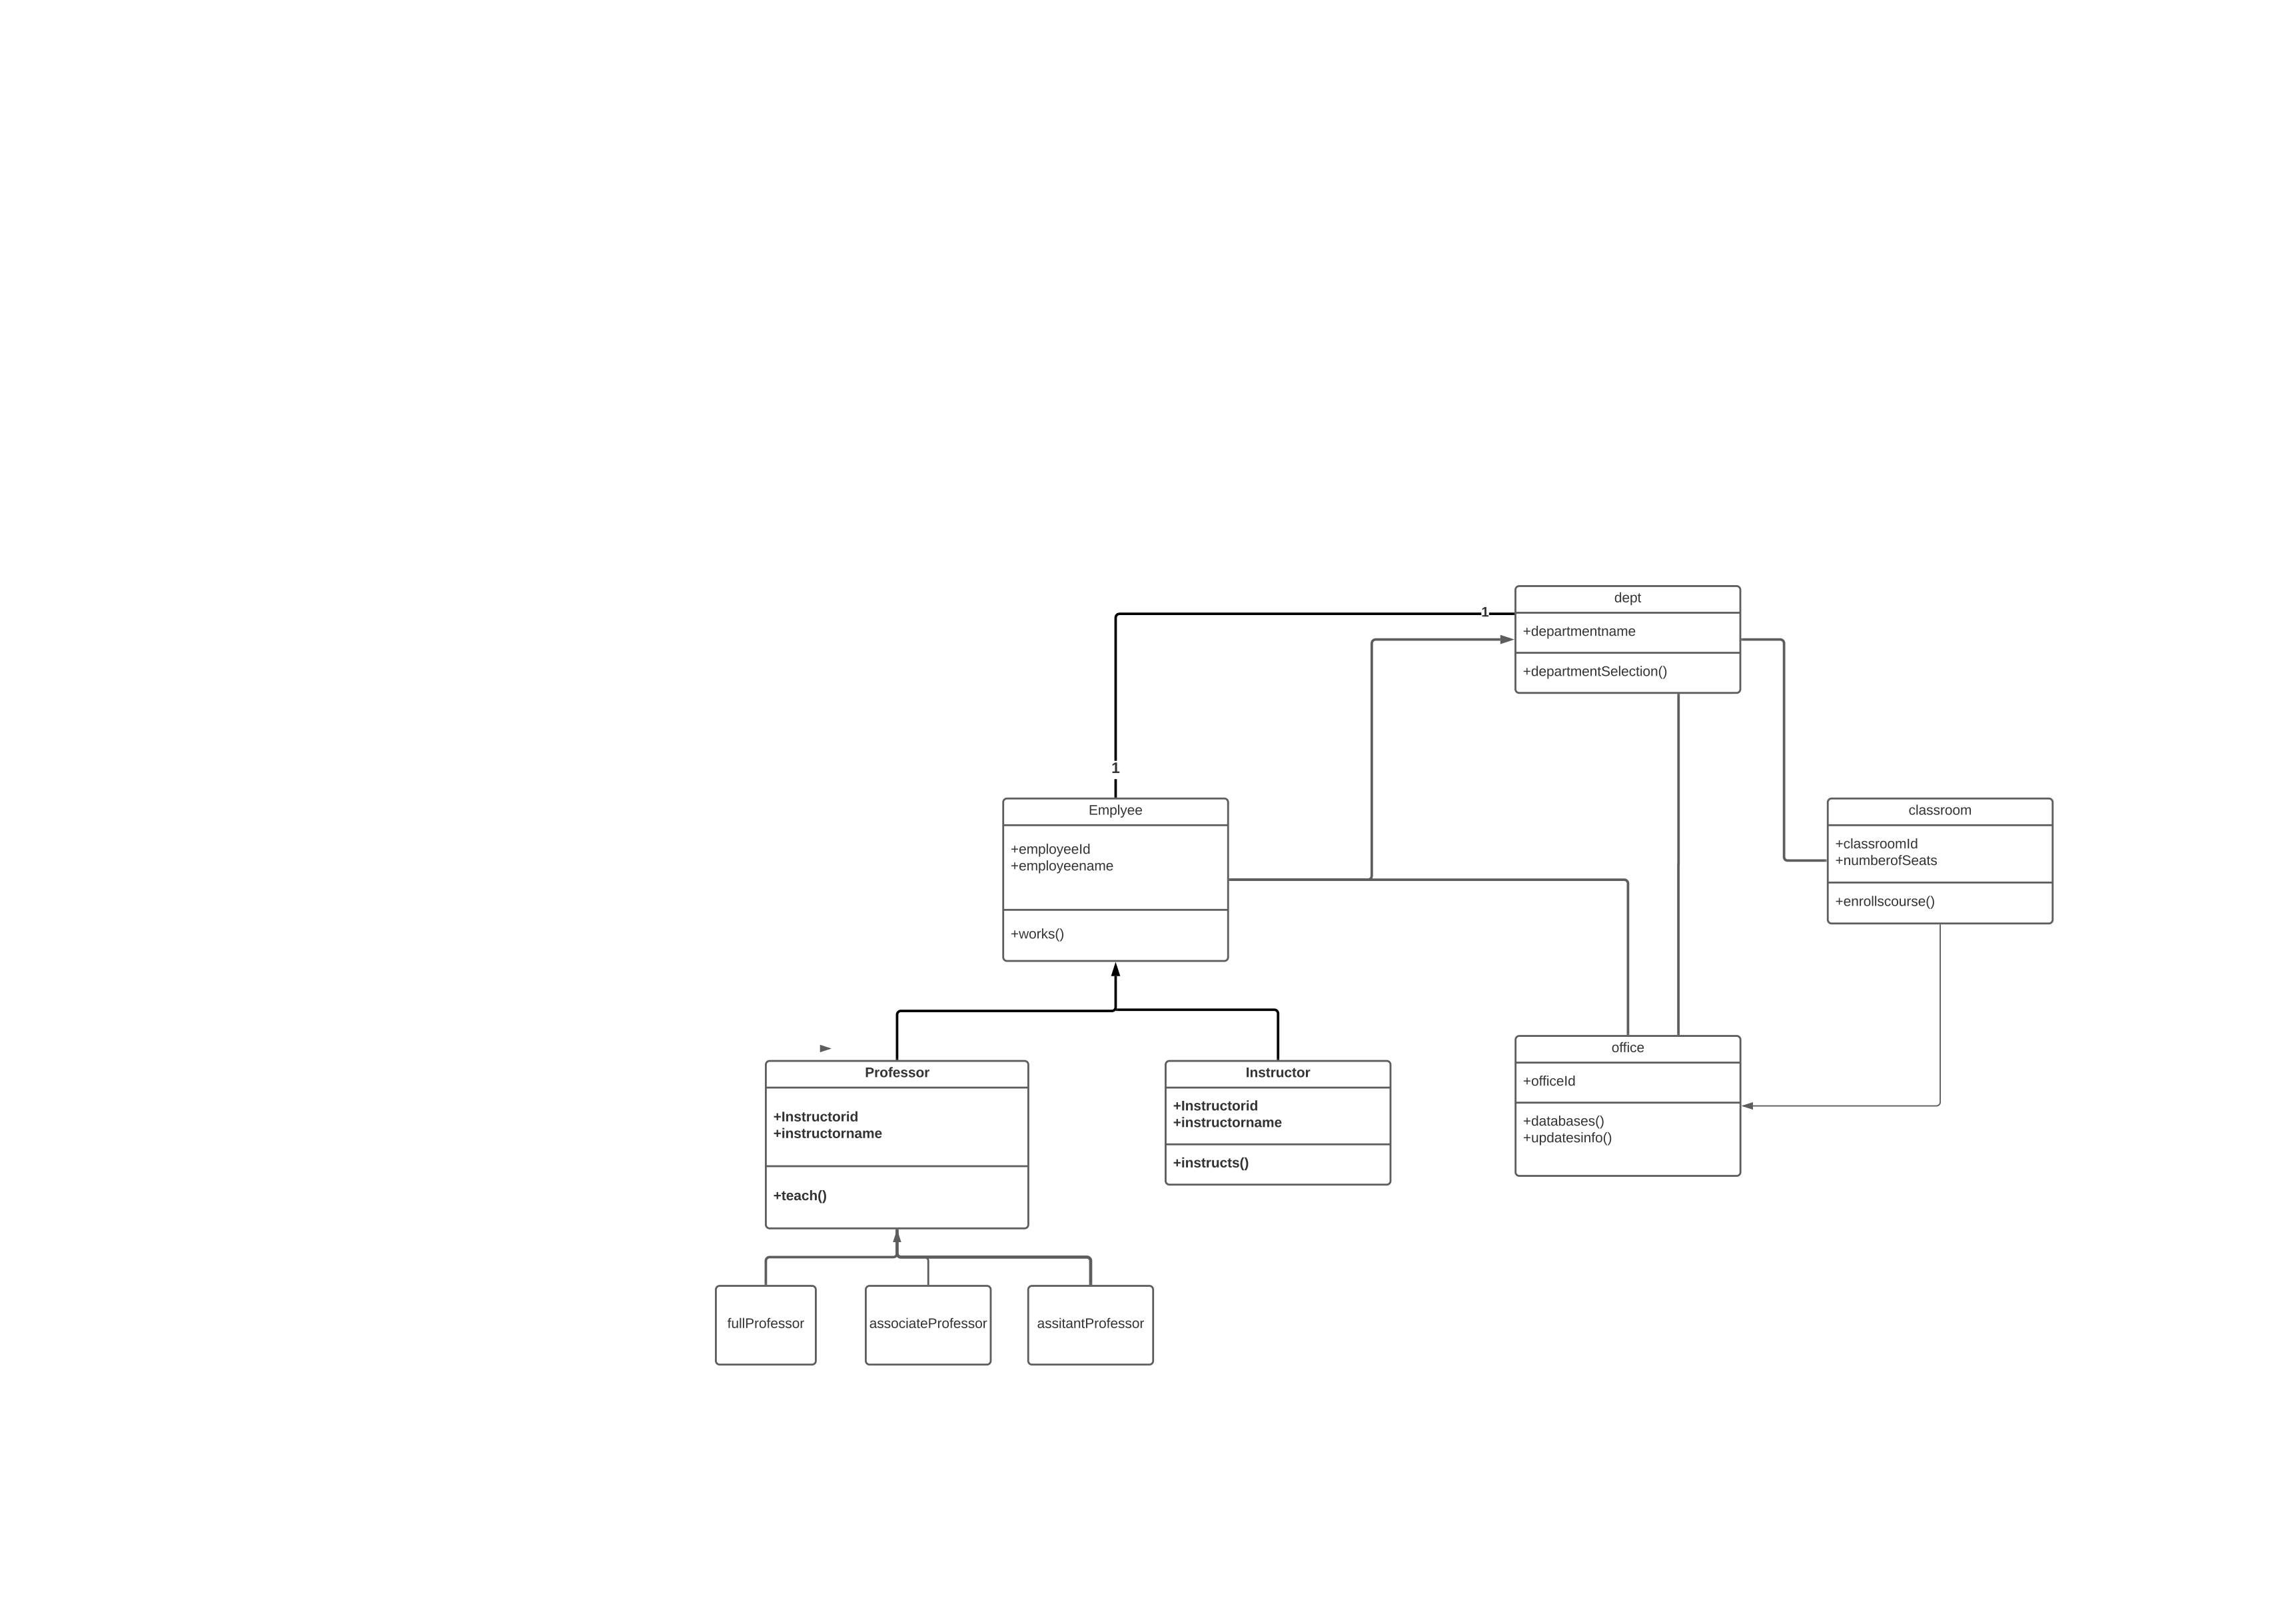 dept
1
+departmentname
+departmentSelection()
1
Emplyee
+employeeId
+employeename
+works()
classroom
+classroomId
+numberofSeats
+enrollscourse()
Professor
+Instructorid
+instructorname
+teach()
Instructor
+Instructorid
+instructorname
+instructs()
office
+officeId
+databases()
+updatesinfo()
fullProfessor
associateProfessor
assitantProfessor